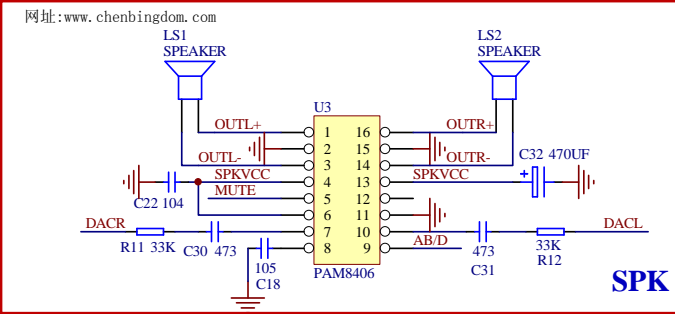 网址:www.chenbingdom.com
LS1
SPEAKER
LS2
SPEAKER
U3
OUTL+
1
16
OUTR+
2
15
OUTL-
3
14
OUTR-
C32 470UF
SPKVCC
4
13
SPKVCC
+
C22 104
MUTE
5
12
6
11
DACR
7
10
DACL
R11 33K
C30 473
8
9
AB/D
473
C31
33K
R12
105
C18
PAM8406
SPK